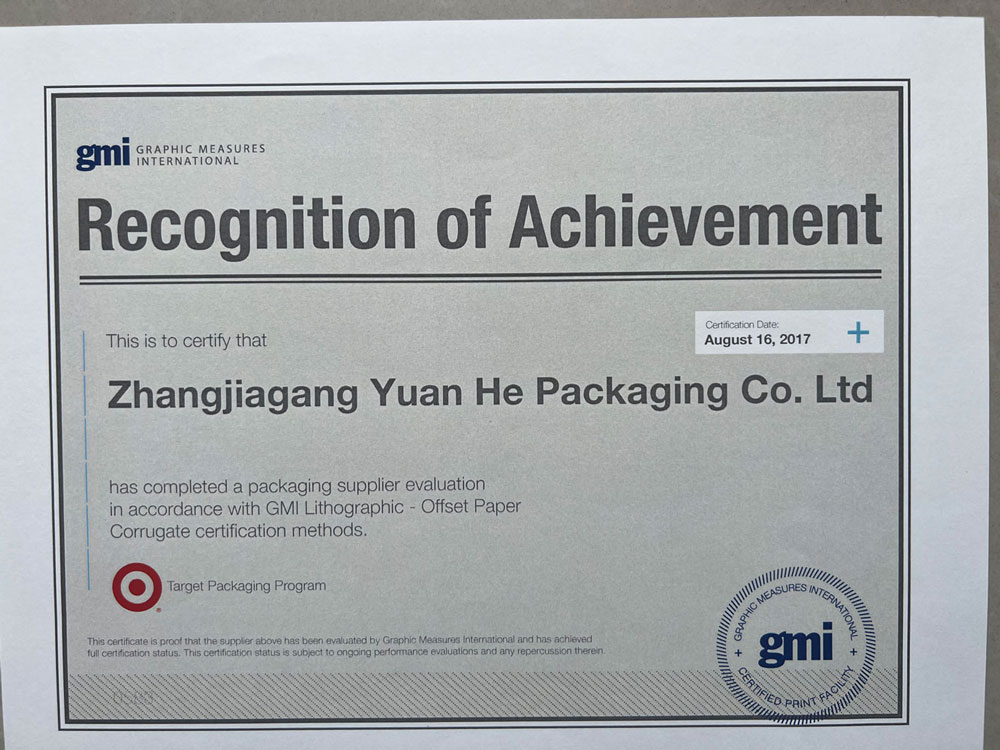 gmi GRAPHIC MEASURES
INTERNATIONAL
Recognition of Achievement
Certification Date:
August 16, 2017
This is to certify that
Zhangjiagang Yuan He Packaging Co. Ltd
has completed a packaging supplier evaluation
in accordance with GMI Lithographic - Offset Paper
Corrugate certification methods.
Target Packaging Program
This certificate is proof that the supplier above has been evaluated by Graphic Measures International and has achieved
full certification status. This certification status is subject to ongoing performance evaluations and any repercussion therein.
GRAPHIC MEASURES INTERNATIONAL
gmi
CERTIFIED PRINT FACILITY